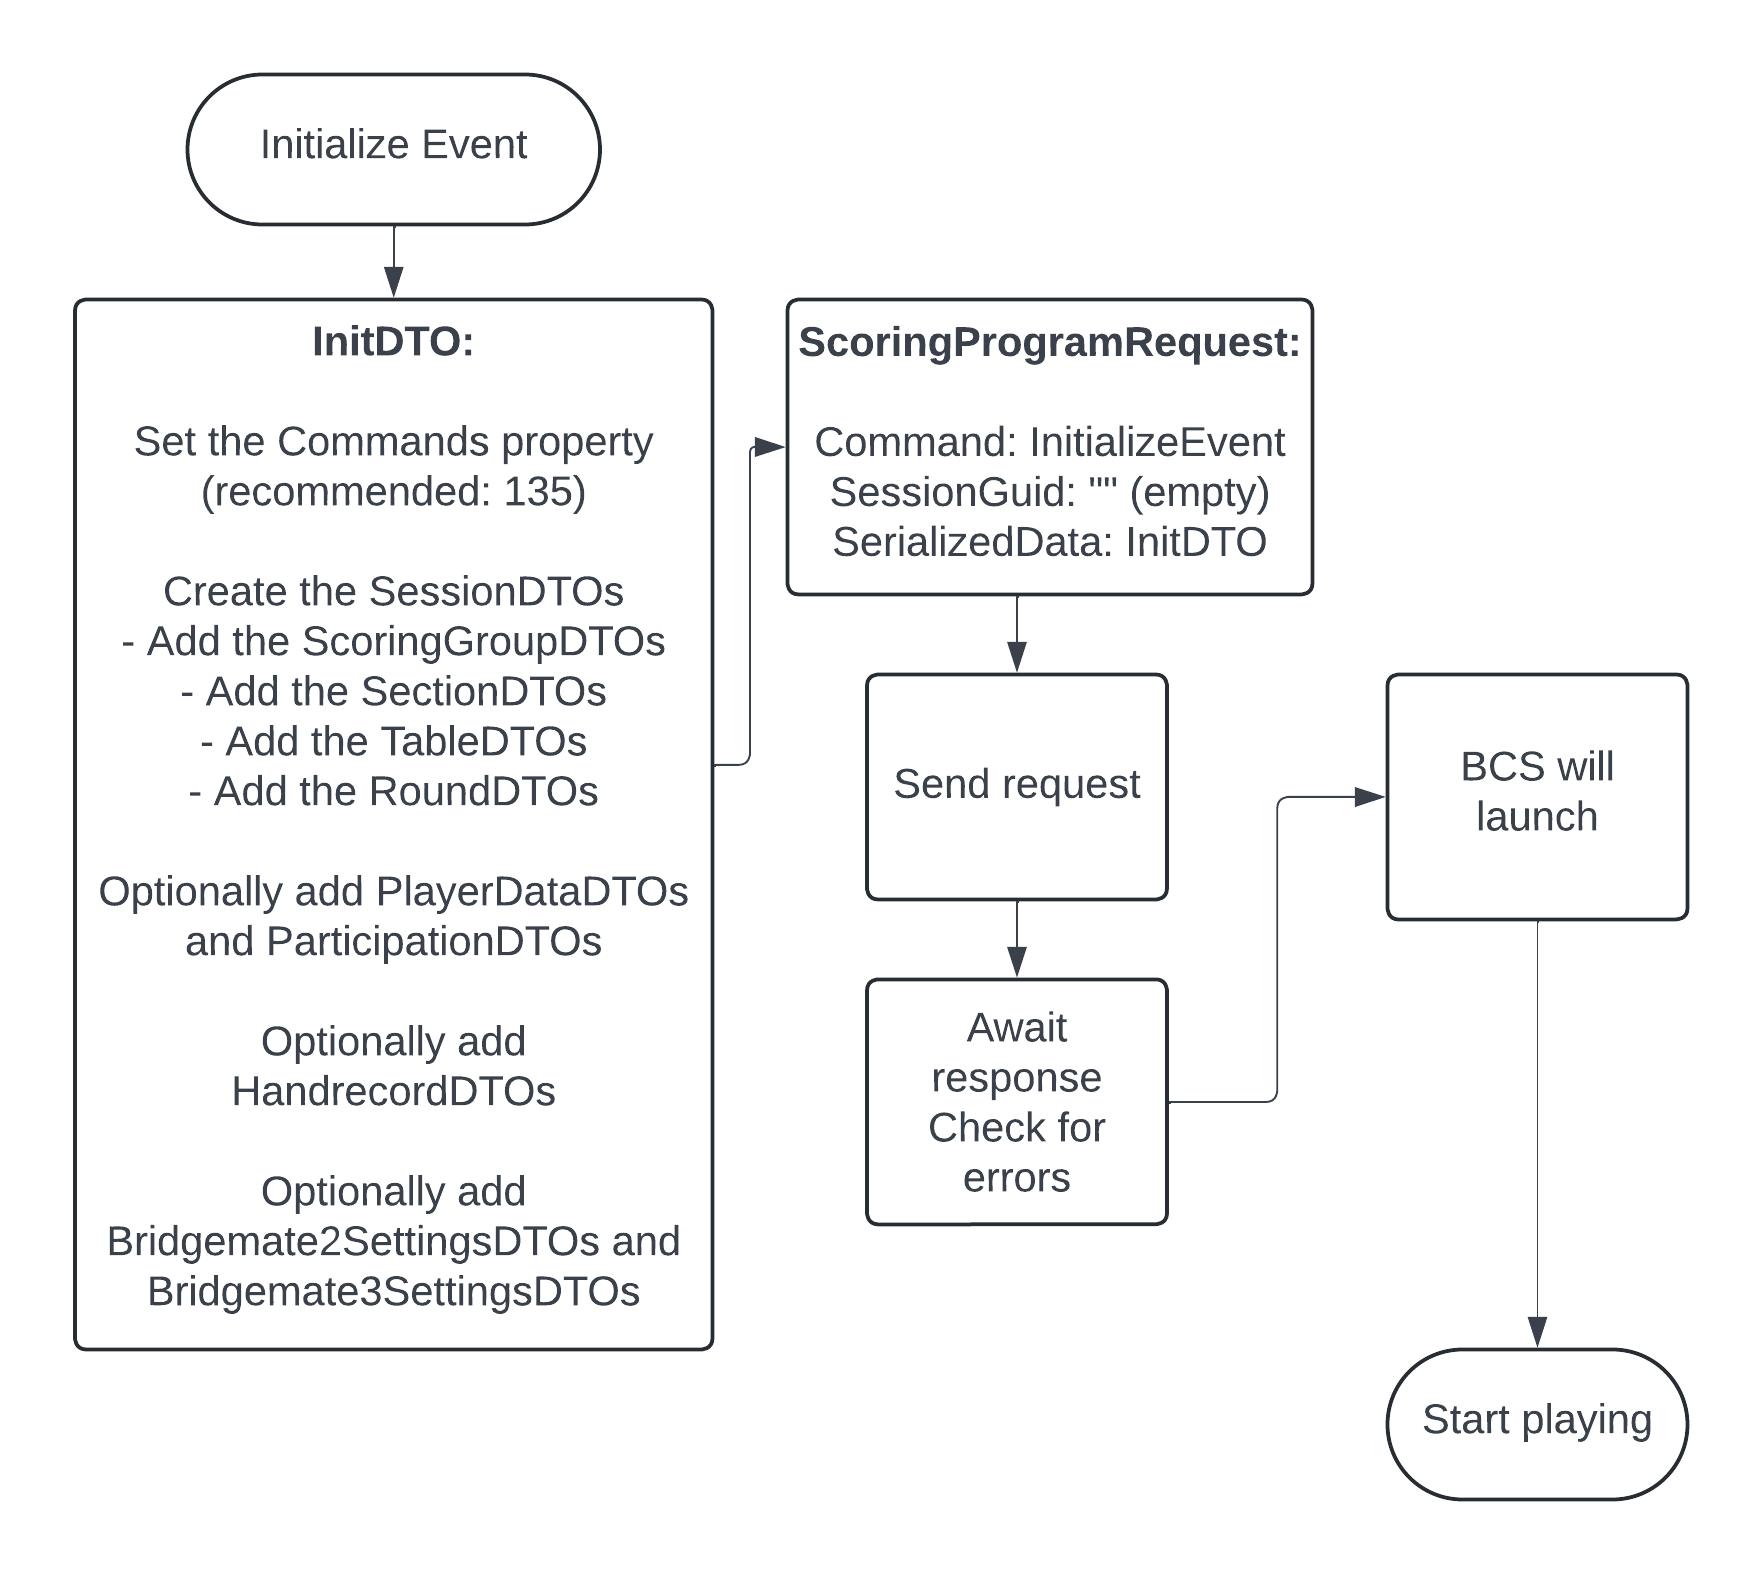 Initialize Event
InitDTO:
Set the Commands property
(recommended: 135)
Create the SessionDTOs
- Add the ScoringGroupDTOs
- Add the SectionDTOs
- Add the TableDTOs
- Add the RoundDTOs
Optionally add PlayerDataDTOs
and ParticipationDTOs
Optionally add
HandrecordDTOs
Optionally add
Bridgemate2SettingsDTOs and
Bridgemate3SettingsDTOs
ScoringProgramRequest:
Command: InitializeEvent
SessionGuid: "" (empty)
SerializedData: InitDTO
Send request
Await
response
Check for
errors
BCS will
launch
Start playing